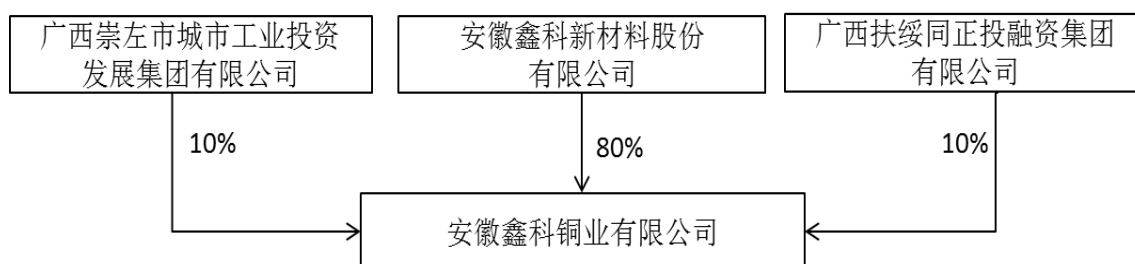 广西崇左市城市工业投资
发展集团有限公司
安徽鑫科新材料股份
有限公司
广西扶绥同正投融资集团
有限公司
10%
80%
10%
安徽鑫科铜业有限公司